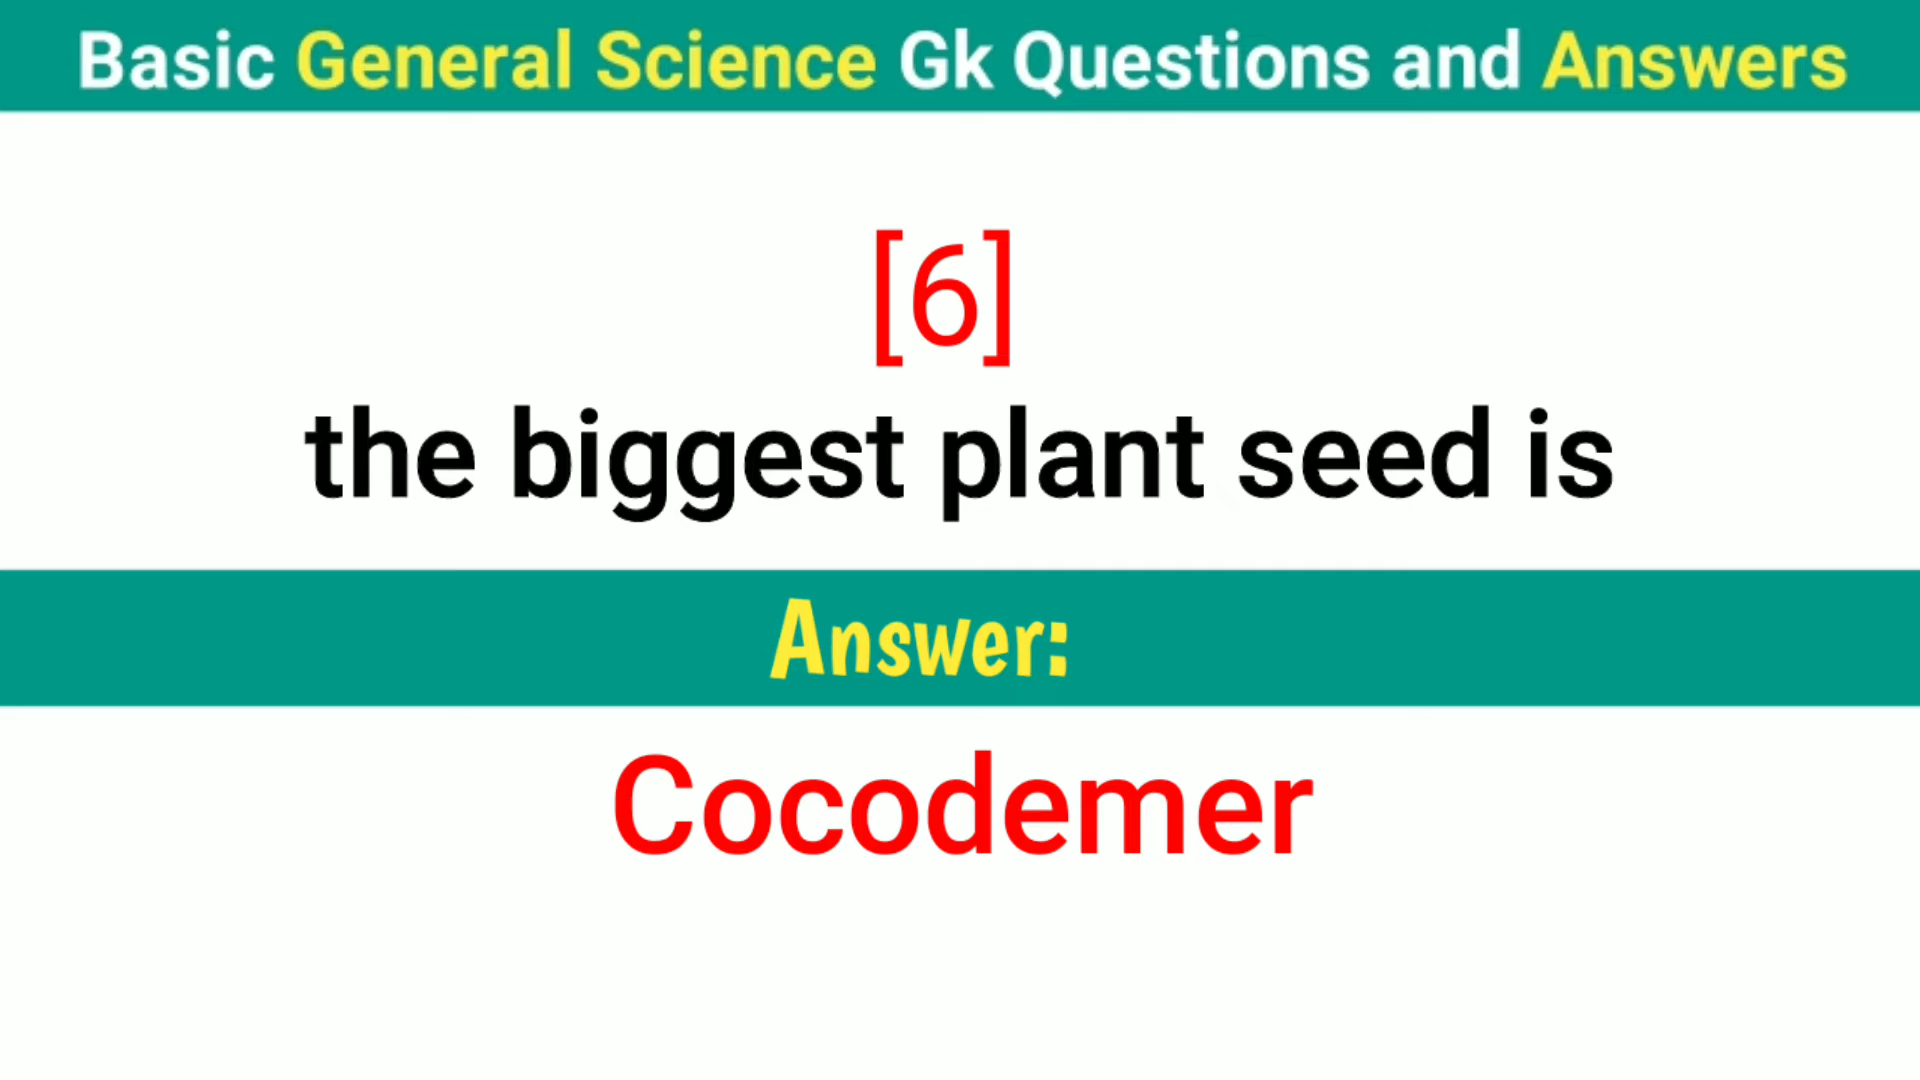 Basic General Science Gk Questions and Answers
[6]
the biggest plant seed is
Answer:
Cocodemer